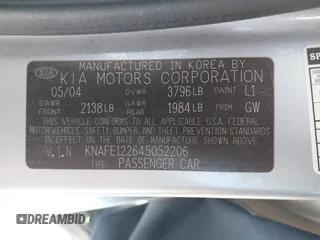 MANUFACTURED IN KOREA BY
KIA KIA MOTORS CORPORATION
05/04 GVWR 3796LB PAINT L1
GAWR FRONT 2138LB GAWR REAR 1984LB TRIM GW
THIS VEHICLE CONFORMS TO ALL APPLICABLE FEDERAL MOTOR VEHICLE
SAFETY, BUMPER, AND THEFT PREVENTION STANDARDS IN EFFECT
ON THE DATE OF MANUFACTURE SHOWN ABOVE.
V.I.N KNAFE122645052206
TYPE: PASSENGER CAR
DREAMBID